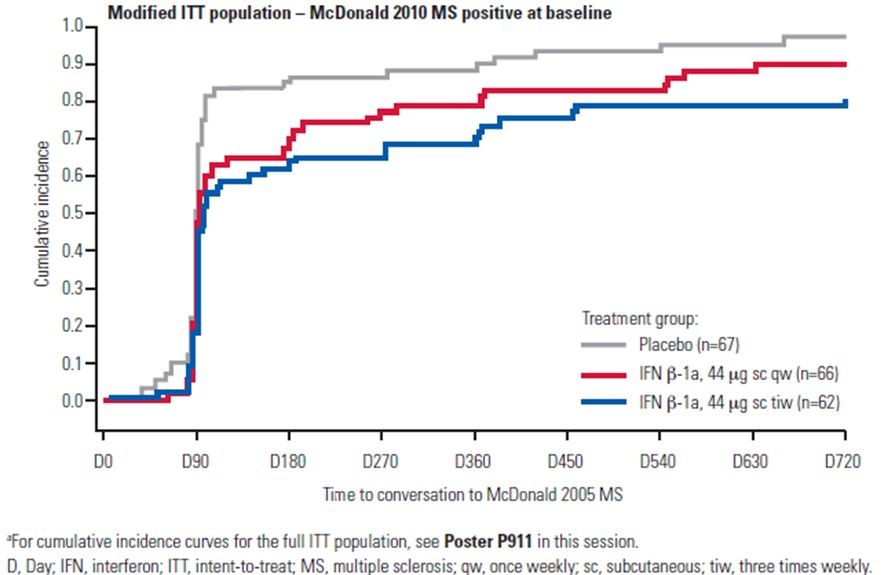 Modified ITT population – McDonald 2010 MS positive at baseline
Cumulative incidence
1.0
0.9
0.8
0.7
0.6
0.5
0.4
0.3
0.2
0.1
0.0
Treatment group:
Placebo (n=67)
IFN β-1a, 44 μg sc qw (n=66)
IFN β-1a, 44 μg sc tiw (n=62)
D0 D90 D180 D270 D360 D450 D540 D630 D720
Time to conversation to McDonald 2005 MS
ᵃFor cumulative incidence curves for the full ITT population, see Poster P911 in this session.
D, Day; IFN, interferon; ITT, intent-to-treat; MS, multiple sclerosis; qw, once weekly; sc, subcutaneous; tiw, three times weekly.